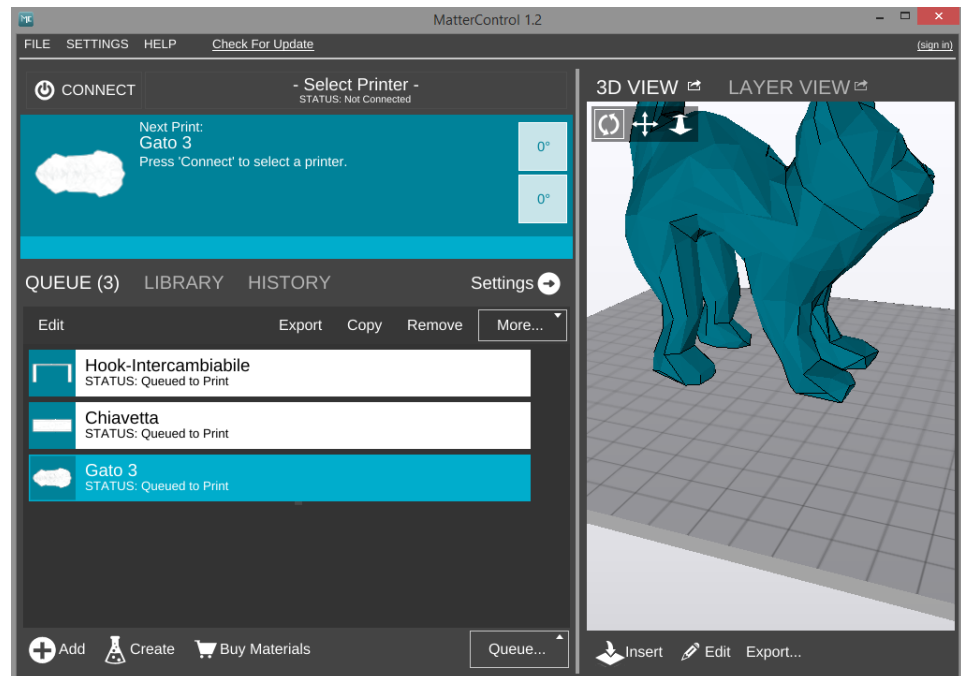 MC
MatterControl 1.2
FILE SETTINGS HELP Check For Update (sign in)
CONNECT
- Select Printer -
STATUS: Not Connected
3D VIEW LAYER VIEW
Next Print:
Gato 3
Press 'Connect' to select a printer.
0°
0°
QUEUE (3) LIBRARY HISTORY Settings
Edit Export Copy Remove More...
Hook-Intercambiabile
STATUS: Queued to Print
Chiavetta
STATUS: Queued to Print
Gato 3
STATUS: Queued to Print
Add Create Buy Materials Queue...
Insert Edit Export...